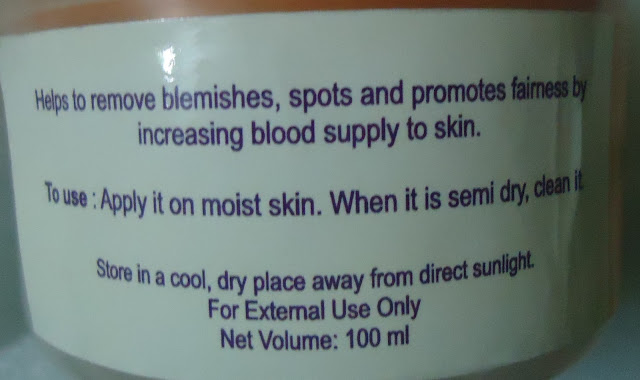 Helps to remove blemishes, spots and promotes fairness by
increasing blood supply to skin.
To use : Apply it on moist skin. When it is semi dry, clean it
Store in a cool, dry place away from direct sunlight.
For External Use Only
Net Volume: 100 ml